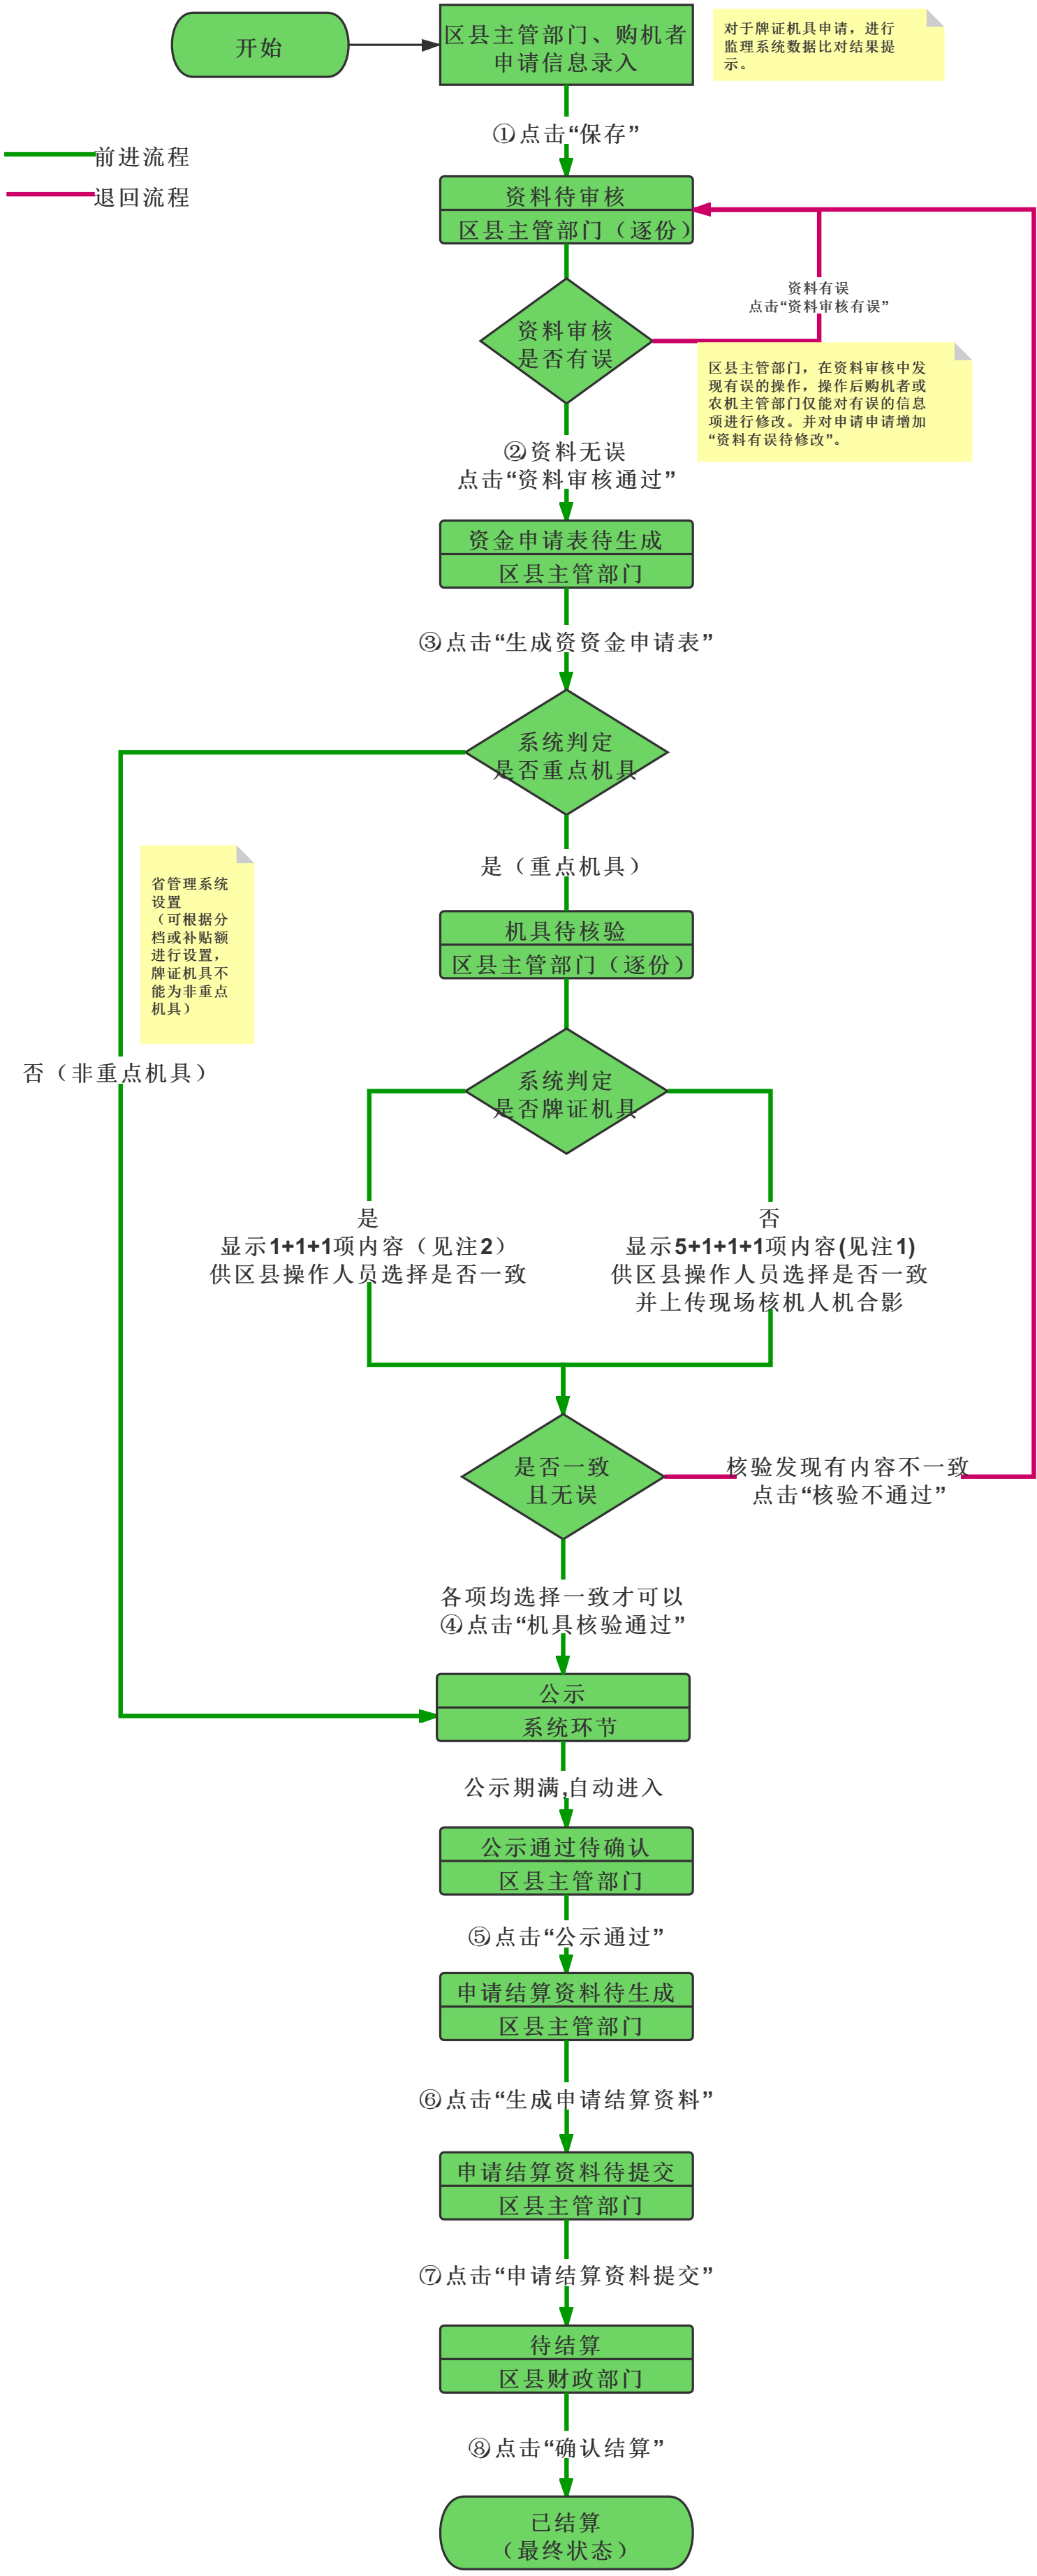 开始
区县主管部门、购机者
申请信息录入
对于牌证机具申请，进行
监理系统数据比对结果提
示。
①点击“保存”
前进流程
退回流程
资料待审核
区县主管部门（逐份）
资料有误
点击“资料审核有误”
资料审核
是否有误
区县主管部门，在资料审核中发
现有误的操作，操作后购机者或
农机主管部门仅能对有误的信息
项进行修改。并对申请申请增加
“资料有误待修改”。
②资料无误
点击“资料审核通过”
资金申请表待生成
区县主管部门
③点击“生成资资金申请表”
系统判定
是否重点机具
是（重点机具）
省管理系统
设置
（可根据分
档或补贴额
进行设置，
牌证机具不
能为非重点
机具）
机具待核验
区县主管部门（逐份）
否（非重点机具）
系统判定
是否牌证机具
是
显示1+1+1项内容（见注2）
供区县操作人员选择是否一致
否
显示5+1+1+1项内容(见注1)
供区县操作人员选择是否一致
并上传现场核机人机合影
是否一致
且无误
核验发现有内容不一致
点击“核验不通过”
各项均选择一致才可以
④点击“机具核验通过”
公示
系统环节
公示期满,自动进入
公示通过待确认
区县主管部门
⑤点击“公示通过”
申请结算资料待生成
区县主管部门
⑥点击“生成申请结算资料”
申请结算资料待提交
区县主管部门
⑦点击“申请结算资料提交”
待结算
区县财政部门
⑧点击“确认结算”
已结算
（最终状态）